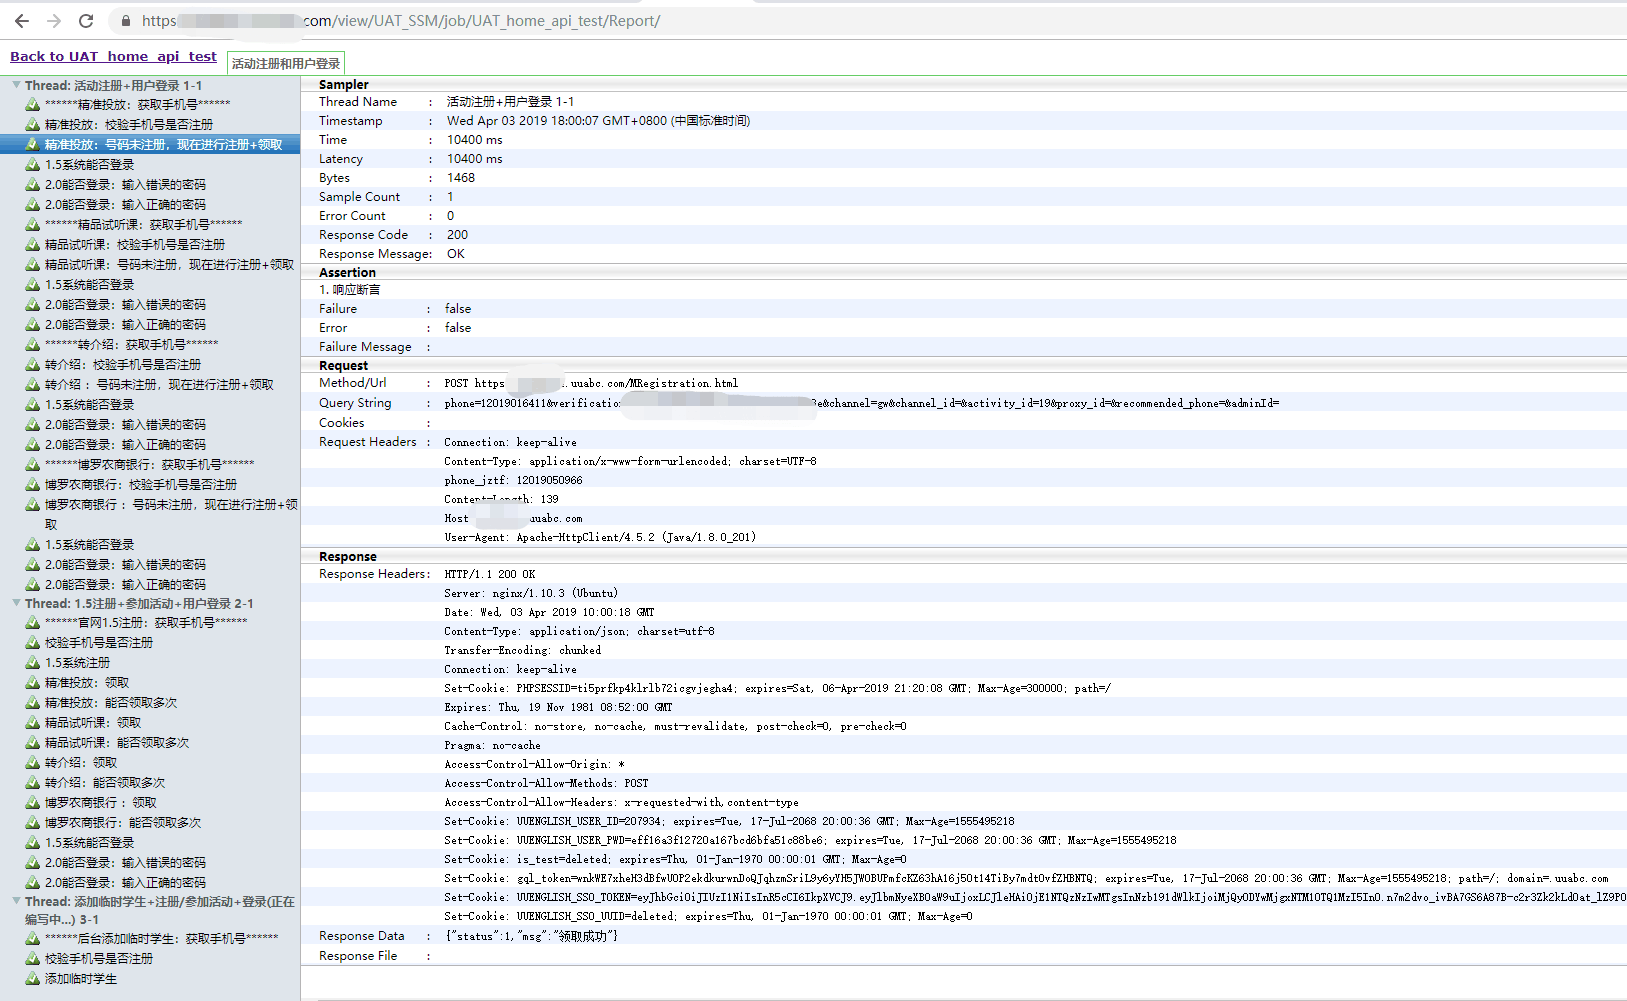 https com/view/UAT_SSM/job/UAT_home_api_test/Report/
Back to UAT_home_api_test
活动注册和用户登录
Thread: 活动注册+用户登录 1-1
******精准投放：获取手机号******
精准投放：校验手机号是否注册
精准投放：号码未注册，现在进行注册+领取
1.5系统能否登录
2.0能否登录：输入错误的密码
2.0能否登录：输入正确的密码
******精品试听课：获取手机号******
精品试听课：校验手机号是否注册
精品试听课：号码未注册，现在进行注册+领取
1.5系统能否登录
2.0能否登录：输入错误的密码
2.0能否登录：输入正确的密码
******转介绍：获取手机号******
转介绍：校验手机号是否注册
转介绍 ：号码未注册，现在进行注册+领取
1.5系统能否登录
2.0能否登录：输入错误的密码
2.0能否登录：输入正确的密码
******博罗农商银行：获取手机号******
博罗农商银行：校验手机号是否注册
博罗农商银行 ：号码未注册，现在进行注册+领
取
1.5系统能否登录
2.0能否登录：输入错误的密码
2.0能否登录：输入正确的密码
Thread: 1.5注册+参加活动+用户登录 2-1
******官网1.5注册：获取手机号******
校验手机号是否注册
1.5系统注册
精准投放：领取
精准投放：能否领取多次
精品试听课：领取
精品试听课：能否领取多次
转介绍：领取
转介绍：能否领取多次
博罗农商银行 ：领取
博罗农商银行：能否领取多次
1.5系统能否登录
2.0能否登录：输入错误的密码
2.0能否登录：输入正确的密码
Thread: 添加临时学生+注册/参加活动+登录(正在
编写中...) 3-1
******后台添加临时学生：获取手机号******
校验手机号是否注册
添加临时学生
Sampler
Thread Name : 活动注册+用户登录 1-1
Timestamp : Wed Apr 03 2019 18:00:07 GMT+0800 (中国标准时间)
Time : 10400 ms
Latency : 10400 ms
Bytes : 1468
Sample Count : 1
Error Count : 0
Response Code : 200
Response Message: OK
Assertion
1. 响应断言
Failure : false
Error : false
Failure Message :
Request
Method/Url : POST https .uuabc.com/MRegistration.html
Query String : phone=12019016411&verification 3e&channel=gw&channel_id=&activity_id=19&proxy_id=&recommended_phone=&adminId=
Cookies :
Request Headers : Connection: keep-alive
Content-Type: application/x-www-form-urlencoded; charset=UTF-8
phone_jztf: 12019050966
Content-Length: 139
Host uuabc.com
User-Agent: Apache-HttpClient/4.5.2 (Java/1.8.0_201)
Response
Response Headers: HTTP/1.1 200 OK
Server: nginx/1.10.3 (Ubuntu)
Date: Wed, 03 Apr 2019 10:00:18 GMT
Content-Type: application/json; charset=utf-8
Transfer-Encoding: chunked
Connection: keep-alive
Set-Cookie: PHPSESSID=ti5prfkp4klrlb72icgvjegha4; expires=Sat, 06-Apr-2019 21:20:08 GMT; Max-Age=300000; path=/
Expires: Thu, 19 Nov 1981 08:52:00 GMT
Cache-Control: no-store, no-cache, must-revalidate, post-check=0, pre-check=0
Pragma: no-cache
Access-Control-Allow-Origin: *
Access-Control-Allow-Methods: POST
Access-Control-Allow-Headers: x-requested-with,content-type
Set-Cookie: UUENGLISH_USER_ID=207934; expires=Tue, 17-Jul-2068 20:00:36 GMT; Max-Age=1555495218
Set-Cookie: UUENGLISH_USER_PWD=eff16a3f12720a167bcd6bfa51c88be6; expires=Tue, 17-Jul-2068 20:00:36 GMT; Max-Age=1555495218
Set-Cookie: is_test=deleted; expires=Thu, 01-Jan-1970 00:00:01 GMT; Max-Age=0
Set-Cookie: gql_token=wnkWE7xheH3dBfwUOP2ekdkurwnDoQJqhzmSriL9y6yYH5JWOBUPmfcKZ63hA16j50t14TiBy7mdtOvfZHBNTQ; expires=Tue, 17-Jul-2068 20:00:36 GMT; Max-Age=1555495218; path=/; domain=.uuabc.com
Set-Cookie: UUENGLISH_SSO_TOKEN=eyJhbGciOiJIUzI1NiIsInR5cCI6IkpXVCJ9.
Set-Cookie: UUENGLISH_SSO_UUID=deleted; expires=Thu, 01-Jan-1970 00:00:01 GMT; Max-Age=0
Response Data : {"status":1,"msg":"领取成功"}
Response File :